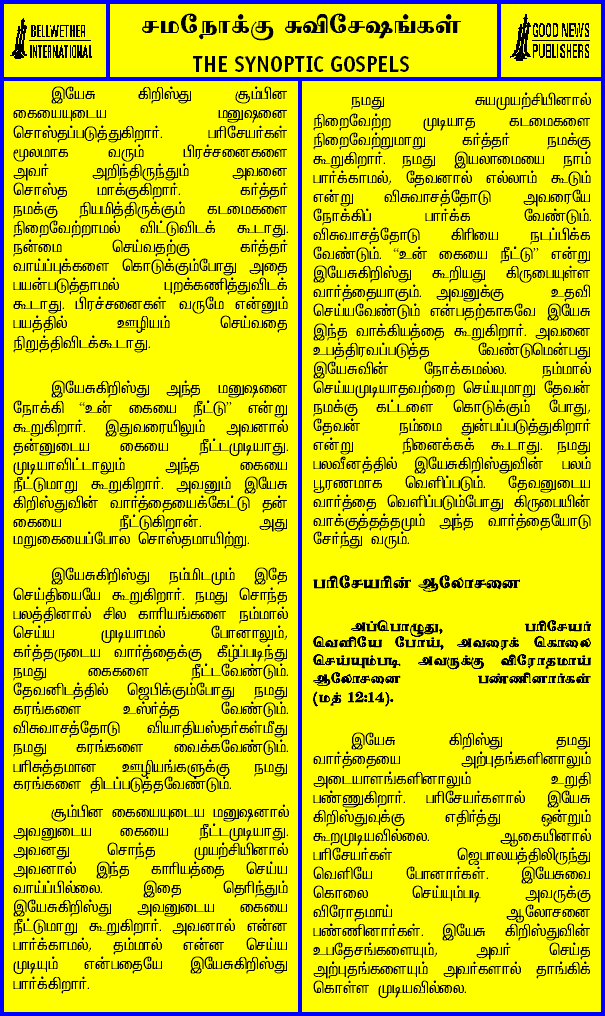 BELLWETHER
INTERNATIONAL
சமநோக்கு சுவிசேஷங்கள்
THE SYNOPTIC GOSPELS
GOOD NEWS
PUBLISHERS
இயேசு கிறிஸ்து சூம்பின
கையையுடைய மனுஷனை
சொஸ்தப்படுத்துகிறார். பரிசேயர்கள்
மூலமாக வரும் பிரச்சனைகளை
அவர் அறிந்திருந்தும் அவனை
சொஸ்த மாக்குகிறார். கர்த்தர்
நமக்கு நியமித்திருக்கும் கடமைகளை
நிறைவேற்றாமல் விட்டுவிடக் கூடாது.
நன்மை செய்வதற்கு கர்த்தர்
வாய்ப்புக்களை கொடுக்கும்போது அதை
பயன்படுத்தாமல் புறக்கணித்துவிடக்
கூடாது. பிரச்சனைகள் வருமே என்னும்
பயத்தில் ஊழியம் செய்வதை
நிறுத்திவிடக்கூடாது.
இயேசுகிறிஸ்து அந்த மனுஷனை
நோக்கி “உன் கையை நீட்டு” என்று
கூறுகிறார். இதுவரையிலும் அவனால்
தன்னுடைய கையை நீட்டமுடியாது.
முடியாவிட்டாலும் அந்த கையை
நீட்டுமாறு கூறுகிறார். அவனும் இயேசு
கிறிஸ்துவின் வார்த்தையைக்கேட்டு தன்
கையை நீட்டுகிறான். அது
மறுகையைப்போல சொஸ்தமாயிற்று.
இயேசுகிறிஸ்து நம்மிடமும் இதே
செய்தியையே கூறுகிறார். நமது சொந்த
பலத்தினால் சில காரியங்களை நம்மால்
செய்ய முடியாமல் போனாலும்,
கர்த்தருடைய வார்த்தைக்கு கீழ்ப்படிந்து
நமது கைகளை நீட்டவேண்டும்.
தேவனிடத்தில் ஜெபிக்கும்போது நமது
கரங்களை உஸர்த்த வேண்டும்.
விசுவாசத்தோடு வியாதியஸ்தர்கள்மீது
நமது கரங்களை வைக்கவேண்டும்.
பரிசுத்தமான ஊழியங்களுக்கு நமது
கரங்களை திடப்படுத்தவேண்டும்.
சூம்பின கையையுடைய மனுஷனால்
அவனுடைய கையை நீட்டமுடியாது.
அவனது சொந்த முயற்சியினால்
அவனால் இந்த காரியத்தை செய்ய
வாய்ப்பில்லை. இதை தெரிந்தும்
இயேசுகிறிஸ்து அவனுடைய கையை
நீட்டுமாறு கூறுகிறார். அவனால் என்ன
பார்க்காமல், தம்மால் என்ன செய்ய
முடியும் என்பதையே இயேசுகிறிஸ்து
பார்க்கிறார்.
நமது சுயமுயற்சியினால்
நிறைவேற்ற முடியாத கடமைகளை
நிறைவேற்றுமாறு கர்த்தர் நமக்கு
கூறுகிறார். நமது இயலாமையை நாம்
பார்க்காமல், தேவனால் எல்லாம் கூடும்
என்று விசுவாசத்தோடு அவரையே
நோக்கிப் பார்க்க வேண்டும்.
விசுவாசத்தோடு கிரியை நடப்பிக்க
வேண்டும். “உன் கையை நீட்டு” என்று
இயேசுகிறிஸ்து கூறியது கிருபையுள்ள
வார்த்தையாகும். அவனுக்கு உதவி
செய்யவேண்டும் என்பதற்காகவே இயேசு
இந்த வாக்கியத்தை கூறுகிறார். அவனை
உபத்திரவப்படுத்த வேண்டுமென்பது
இயேசுவின் நோக்கமல்ல. நம்மால்
செய்யமுடியாதவற்றை செய்யுமாறு தேவன்
நமக்கு கட்டளை கொடுக்கும் போது,
தேவன் நம்மை துன்பப்படுத்துகிறார்
என்று நினைக்கக் கூடாது. நமது
பலவீனத்தில் இயேசுகிறிஸ்துவின் பலம்
பூரணமாக வெளிப்படும். தேவனுடைய
வார்த்தை வெளிப்படும்போது கிருபையின்
வாக்குத்தத்தமும் அந்த வார்த்தையோடு
சேர்ந்து வரும்.
பரிசேயரின் ஆலோசனை
அப்பொழுது, பரிசேயர்
வெளியே போய், அவரைக் கொலை
செய்யும்படி அவருக்கு விரோதமாய்
ஆலோசனை பண்ணினார்கள்
(மத் 12:14).
இயேசு கிறிஸ்து தமது
வார்த்தையை அற்புதங்களினாலும்
அடையாளங்களினாலும் உறுதி
பண்ணுகிறார். பரிசேயர்களால் இயேசு
கிறிஸ்துவுக்கு எதிர்த்து ஒன்றும்
கூறமுடியவில்லை. ஆகையினால்
பரிசேயர்கள் ஜெபாலயத்திலிருந்து
வெளியே போனார்கள். இயேசுவை
கொலை செய்யும்படி அவருக்கு
விரோதமாய் ஆலோசனை
பண்ணினார்கள். இயேசு கிறிஸ்துவின்
உபதேசங்களையும், அவர் செய்த
அற்புதங்களையும் அவர்களால் தாங்கிக்
கொள்ள முடியவில்லை.